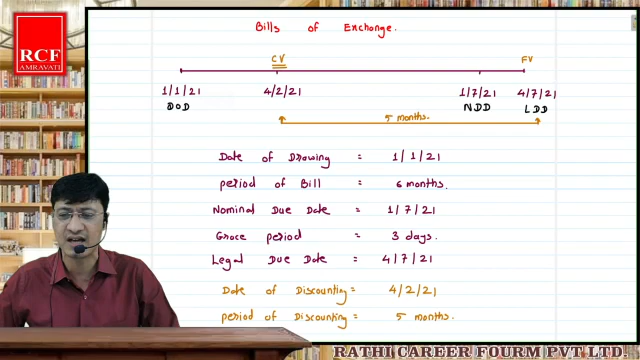 RCF
AMRAVATI
Bills of Exchange.
CV FV
1/1/21 4/2/21 1/7/21 4/7/21
DOD NDD LDD
5 months.
Date of Drawing = 1/1/21
period of Bill = 6 months.
Nominal Due Date = 1/7/21
Grace period = 3 days.
Legal Due Date = 4/7/21
Date of Discounting = 4/2/21
period of Discounting = 5 months.
RATHI CAREER FOURM PVT LTD